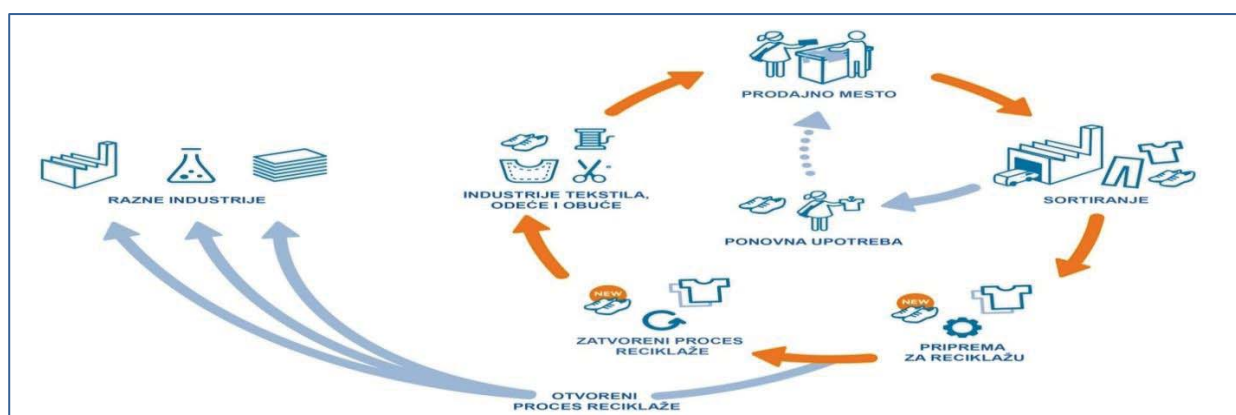 PRODAJNO MESTO
RAZNE INDUSTRIJE
INDUSTRIJE TEKSTILA,
ODEĆE I OBUĆE
SORTIRANJE
PONOVNA UPOTREBA
NEW
ZATVORENI PROCES
RECIKLAŽE
NEW
PRIPREMA
ZA RECIKLAŽU
OTVORENI
PROCES RECIKLAŽE